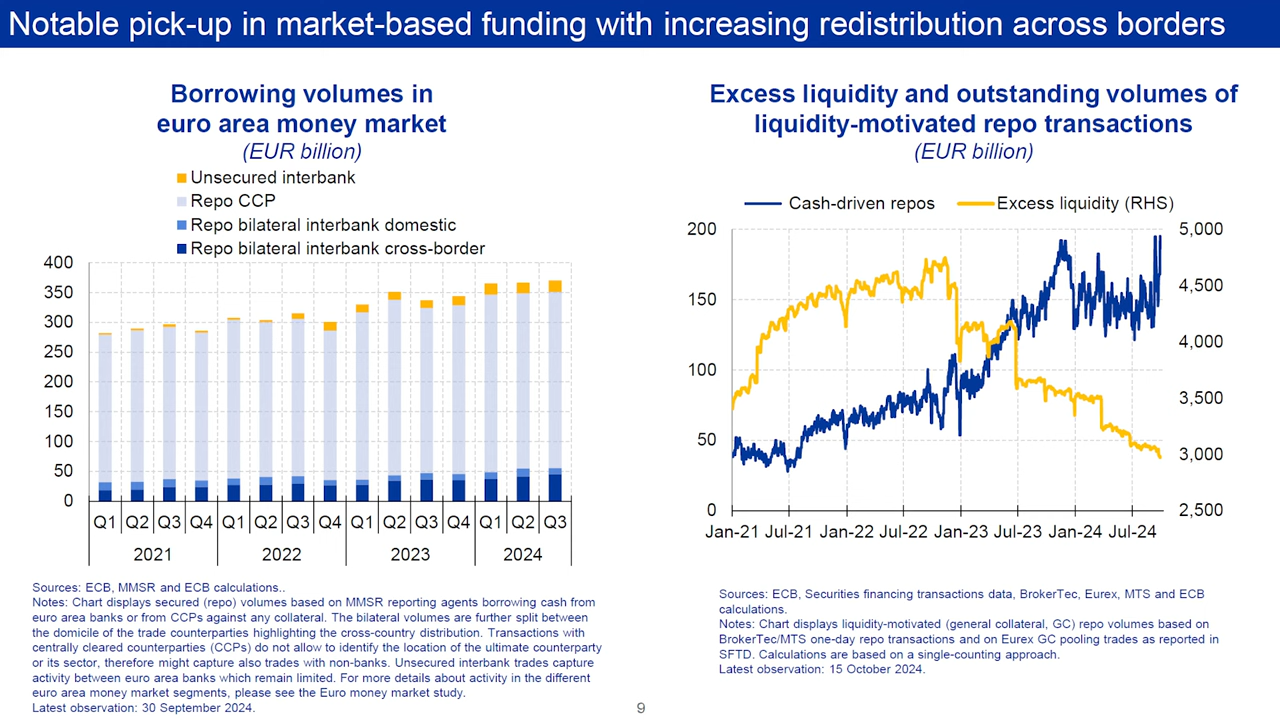 Notable pick-up in market-based funding with increasing redistribution across borders
Borrowing volumes in
euro area money market
(EUR billion)
Unsecured interbank
Repo CCP
Repo bilateral interbank domestic
Repo bilateral interbank cross-border
400
350
300
250
200
150
100
50
0
Q1 Q2 Q3 Q4 Q1 Q2 Q3 Q4 Q1 Q2 Q3 Q4 Q1 Q2 Q3
2021 2022 2023 2024
Sources: ECB, MMSR and ECB calculations..
Notes: Chart displays secured (repo) volumes based on MMSR reporting agents borrowing cash from
euro area banks or from CCPs against any collateral. The bilateral volumes are further split between
the domicile of the trade counterparties highlighting the cross-country distribution. Transactions with
centrally cleared counterparties (CCPs) do not allow to identify the location of the ultimate counterparty
or its sector, therefore might capture also trades with non-banks. Unsecured interbank trades capture
activity between euro area banks which remain limited. For more details about activity in the different
euro area money market segments, please see the Euro money market study.
Latest observation: 30 September 2024.
Excess liquidity and outstanding volumes of
liquidity-motivated repo transactions
(EUR billion)
Cash-driven repos Excess liquidity (RHS)
200 5,000
4,500
150
4,000
100
3,500
50 3,000
0 2,500
Jan-21 Jul-21 Jan-22 Jul-22 Jan-23 Jul-23 Jan-24 Jul-24
Sources: ECB, Securities financing transactions data, BrokerTec, Eurex, MTS and ECB
calculations.
Notes: Chart displays liquidity-motivated (general collateral, GC) repo volumes based on
BrokerTec/MTS one-day repo transactions and on Eurex GC pooling trades as reported in
SFTD. Calculations are based on a single-counting approach.
Latest observation: 15 October 2024.
9